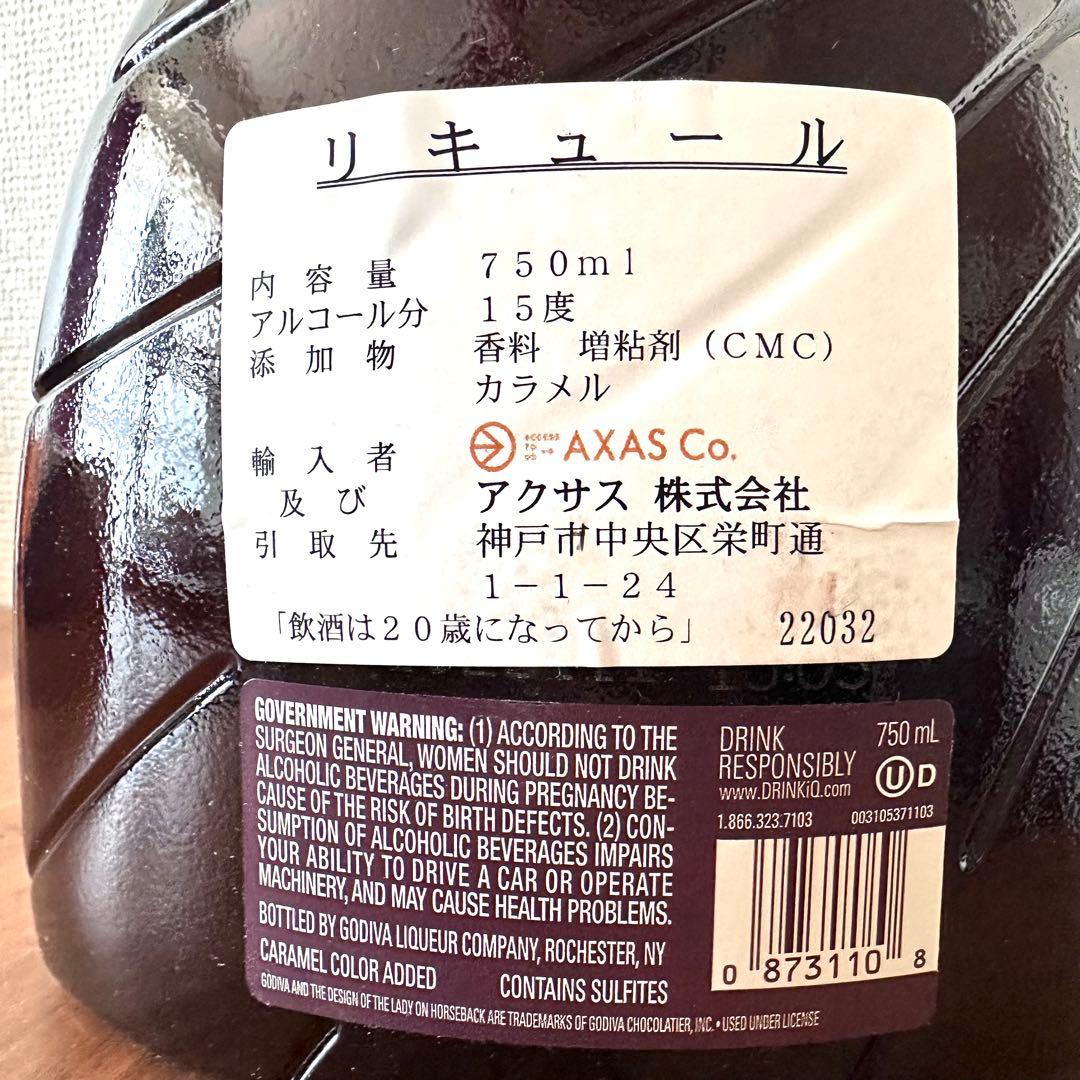 リキュール
内容量 750ml
アルコール分 15度
添加物 香料 増粘剤（CMC）
カラメル
輸入者 AXAS Co.
及び アクサス 株式会社
引取先 神戸市中央区栄町通
1－1－24
「飲酒は20歳になってから」 22032
GOVERNMENT WARNING: (1) ACCORDING TO THE
SURGEON GENERAL, WOMEN SHOULD NOT DRINK
ALCOHOLIC BEVERAGES DURING PREGNANCY BE-
CAUSE OF THE RISK OF BIRTH DEFECTS. (2) CON-
SUMPTION OF ALCOHOLIC BEVERAGES IMPAIRS
YOUR ABILITY TO DRIVE A CAR OR OPERATE
MACHINERY, AND MAY CAUSE HEALTH PROBLEMS.
BOTTLED BY GODIVA LIQUEUR COMPANY, ROCHESTER, NY
CARAMEL COLOR ADDED CONTAINS SULFITES
GODIVA AND THE DESIGN OF THE LADY ON HORSEBACK ARE TRADEMARKS OF GODIVA CHOCOLATIER, INC. • USED UNDER LICENSE
DRINK 750 mL
RESPONSIBLY U D
www.DRINKiQ.com
1.866.323.7103 003105371103
0 873110 8